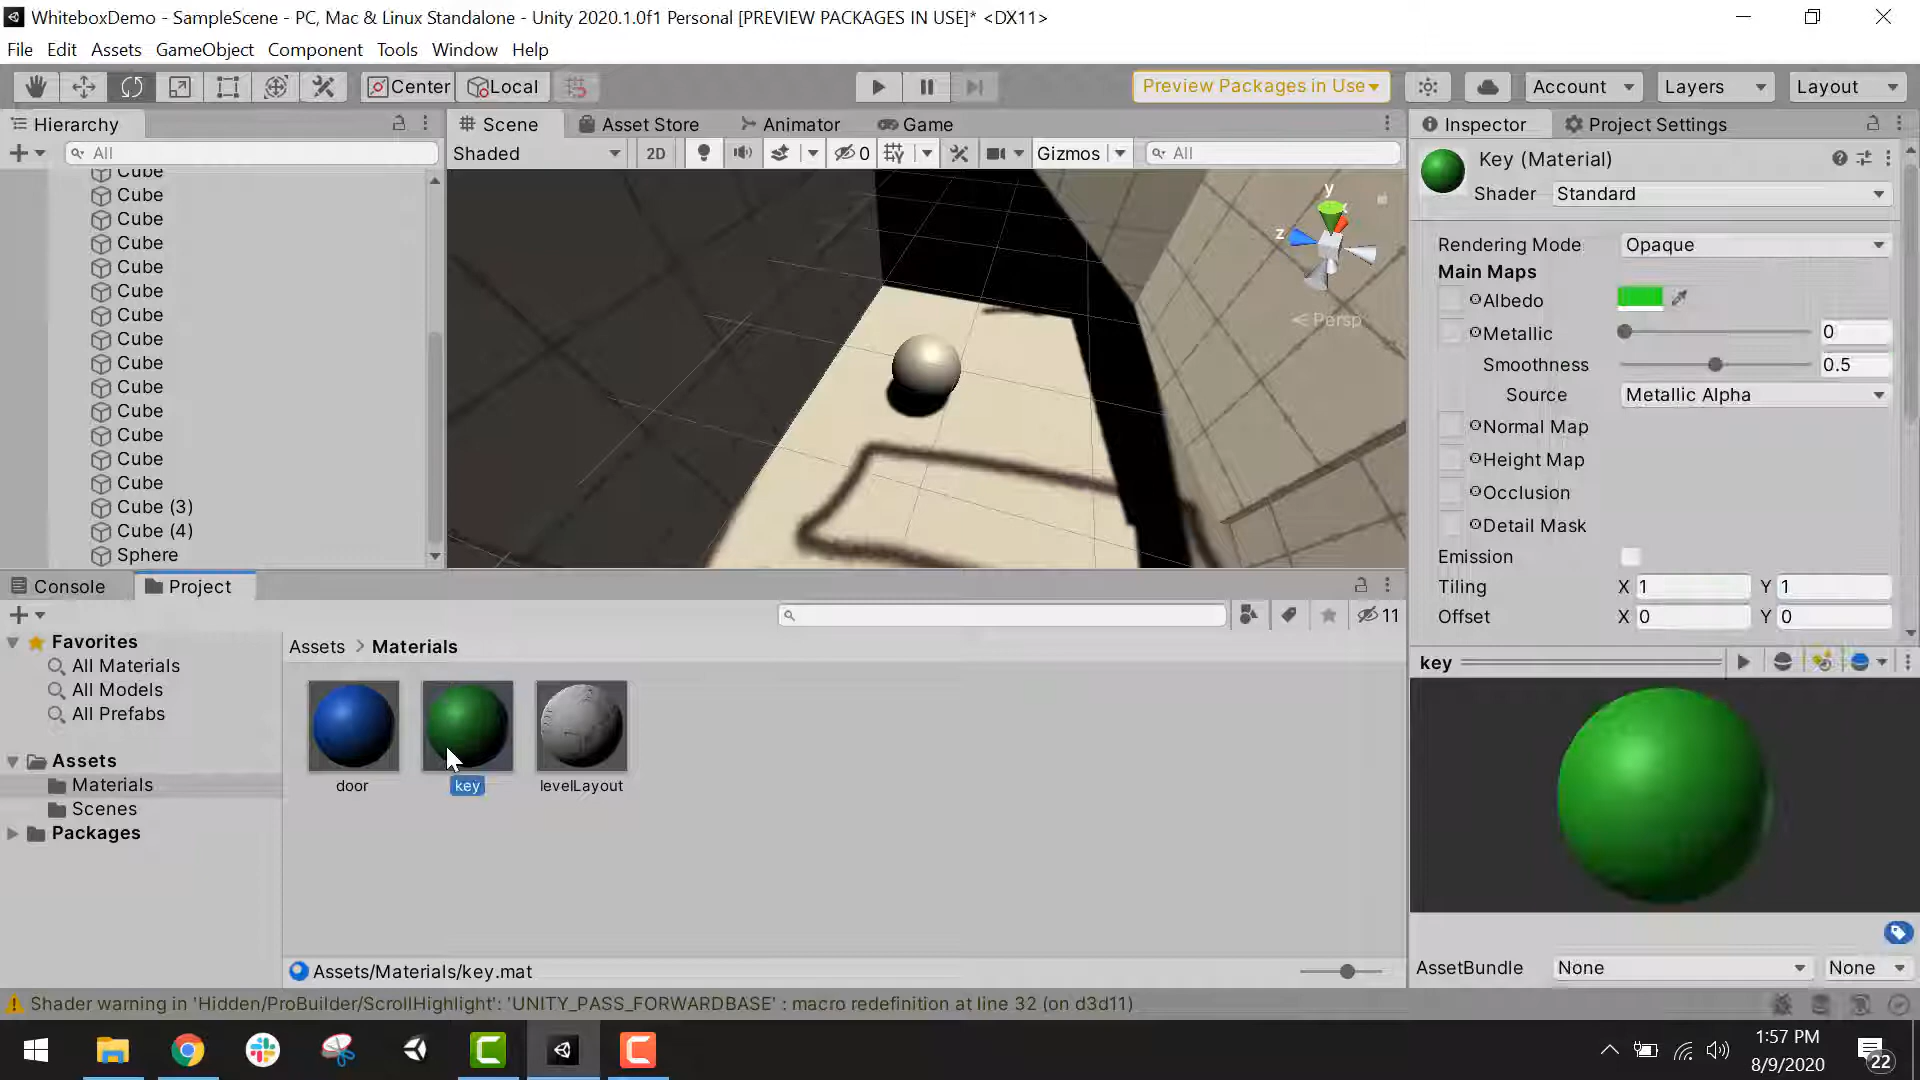 WhiteboxDemo - SampleScene - PC, Mac & Linux Standalone - Unity 2020.1.0f1 Personal [PREVIEW PACKAGES IN USE]* <DX11>
File Edit Assets GameObject Component Tools Window Help
Center Local Preview Packages in Use Account Layers Layout
Hierarchy Scene Asset Store Animator Game Inspector Project Settings
All Shaded 2D 0 Gizmos All
Key (Material)
Shader Standard
Cube
Cube
Cube
Cube
Cube
Cube
Cube
Cube
Cube
Cube
Cube
Cube
Cube
Cube
Cube (3)
Cube (4)
Sphere
y
x
z
Persp
Rendering Mode Opaque
Main Maps
Albedo
Metallic 0
Smoothness 0.5
Source Metallic Alpha
Normal Map
Height Map
Occlusion
Detail Mask
Emission
Tiling X 1 Y 1
Offset X 0 Y 0
Console Project
11
Favorites
All Materials
All Models
All Prefabs
Assets
Materials
Scenes
Packages
Assets > Materials
door key levelLayout
Assets/Materials/key.mat
key
AssetBundle None None
Shader warning in 'Hidden/ProBuilder/ScrollHighlight': 'UNITY_PASS_FORWARDBASE' : macro redefinition at line 32 (on d3d11)
1:57 PM
8/9/2020
22